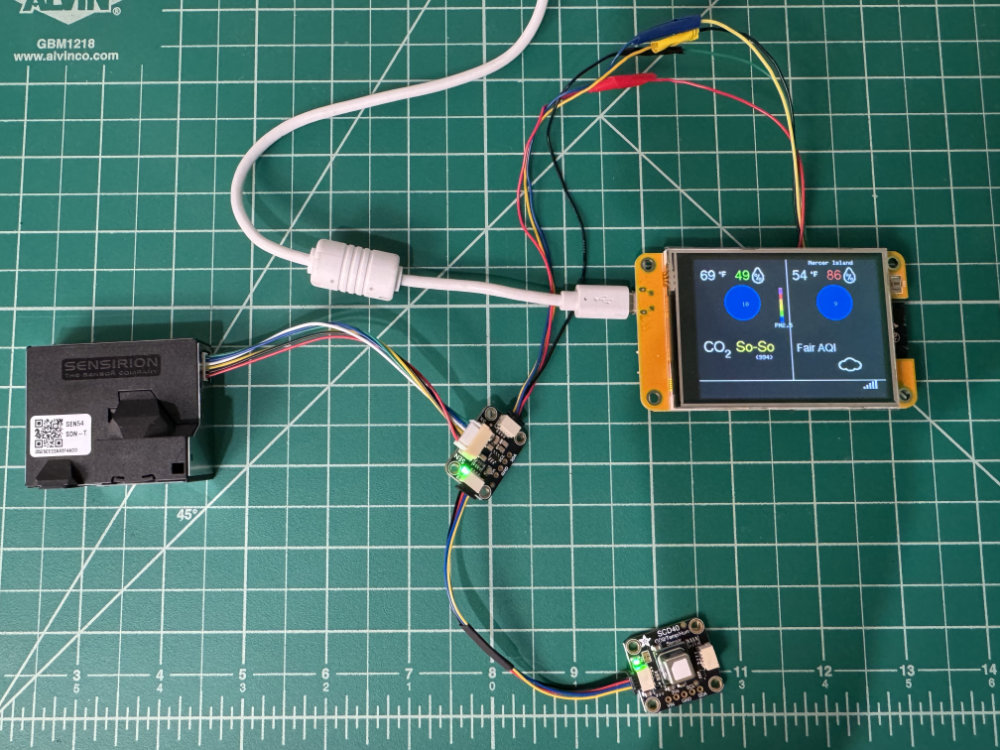 ALVIN®
GBM1218
www.alvinco.com
Mercer Island
69 °F 49 %
54 °F 86 %
10
9
PM2.5
CO2 So-So
(994)
Fair AQI
SENSIRION
THE SENSOR COMPANY
SEN54
SDN-T
45°
SCD40
3 4 5 6 7 8 9 10 11 12 13 14
5 4 3 2 1 0 1 2 3 4 5 6